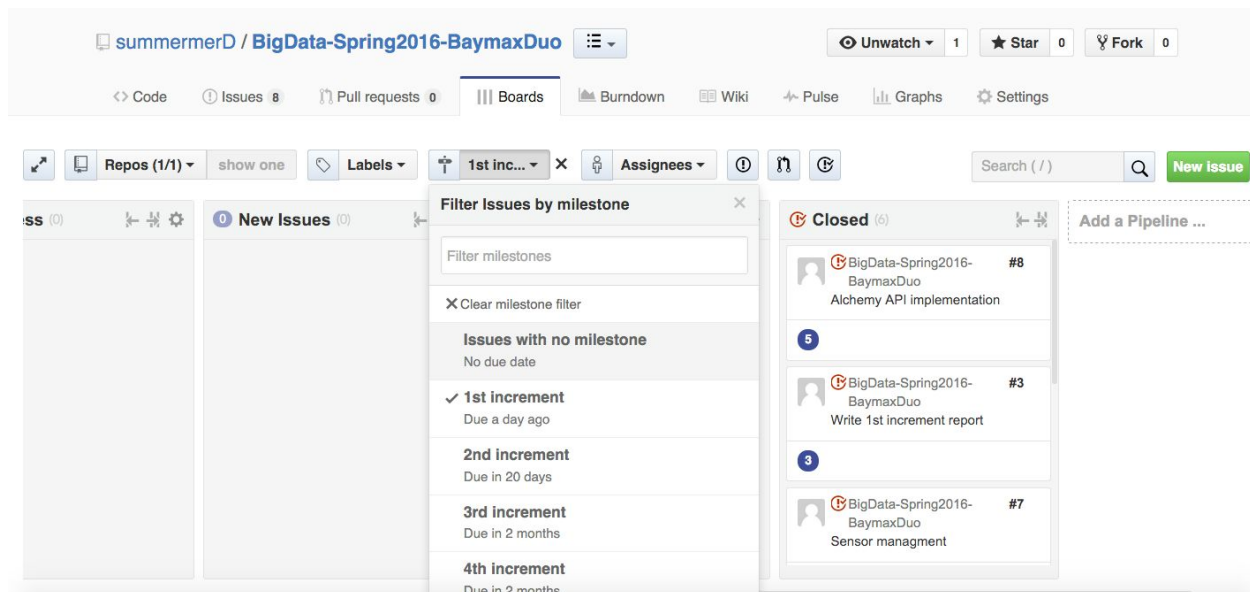 summermerD / BigData-Spring2016-BaymaxDuo
Unwatch 1 Star 0 Fork 0
Code Issues 8 Pull requests 0 Boards Burndown Wiki Pulse Graphs Settings
Repos (1/1) show one Labels 1st inc... Assignees Search ( / ) New issue
ss (0)
0 New Issues (0)
Filter Issues by milestone
Filter milestones
Clear milestone filter
Issues with no milestone
No due date
1st increment
Due a day ago
2nd increment
Due in 20 days
3rd increment
Due in 2 months
4th increment
Due in 2 months
Closed (6)
BigData-Spring2016- #8
BaymaxDuo
Alchemy API implementation
5
BigData-Spring2016- #3
BaymaxDuo
Write 1st increment report
3
BigData-Spring2016- #7
BaymaxDuo
Sensor managment
Add a Pipeline ...